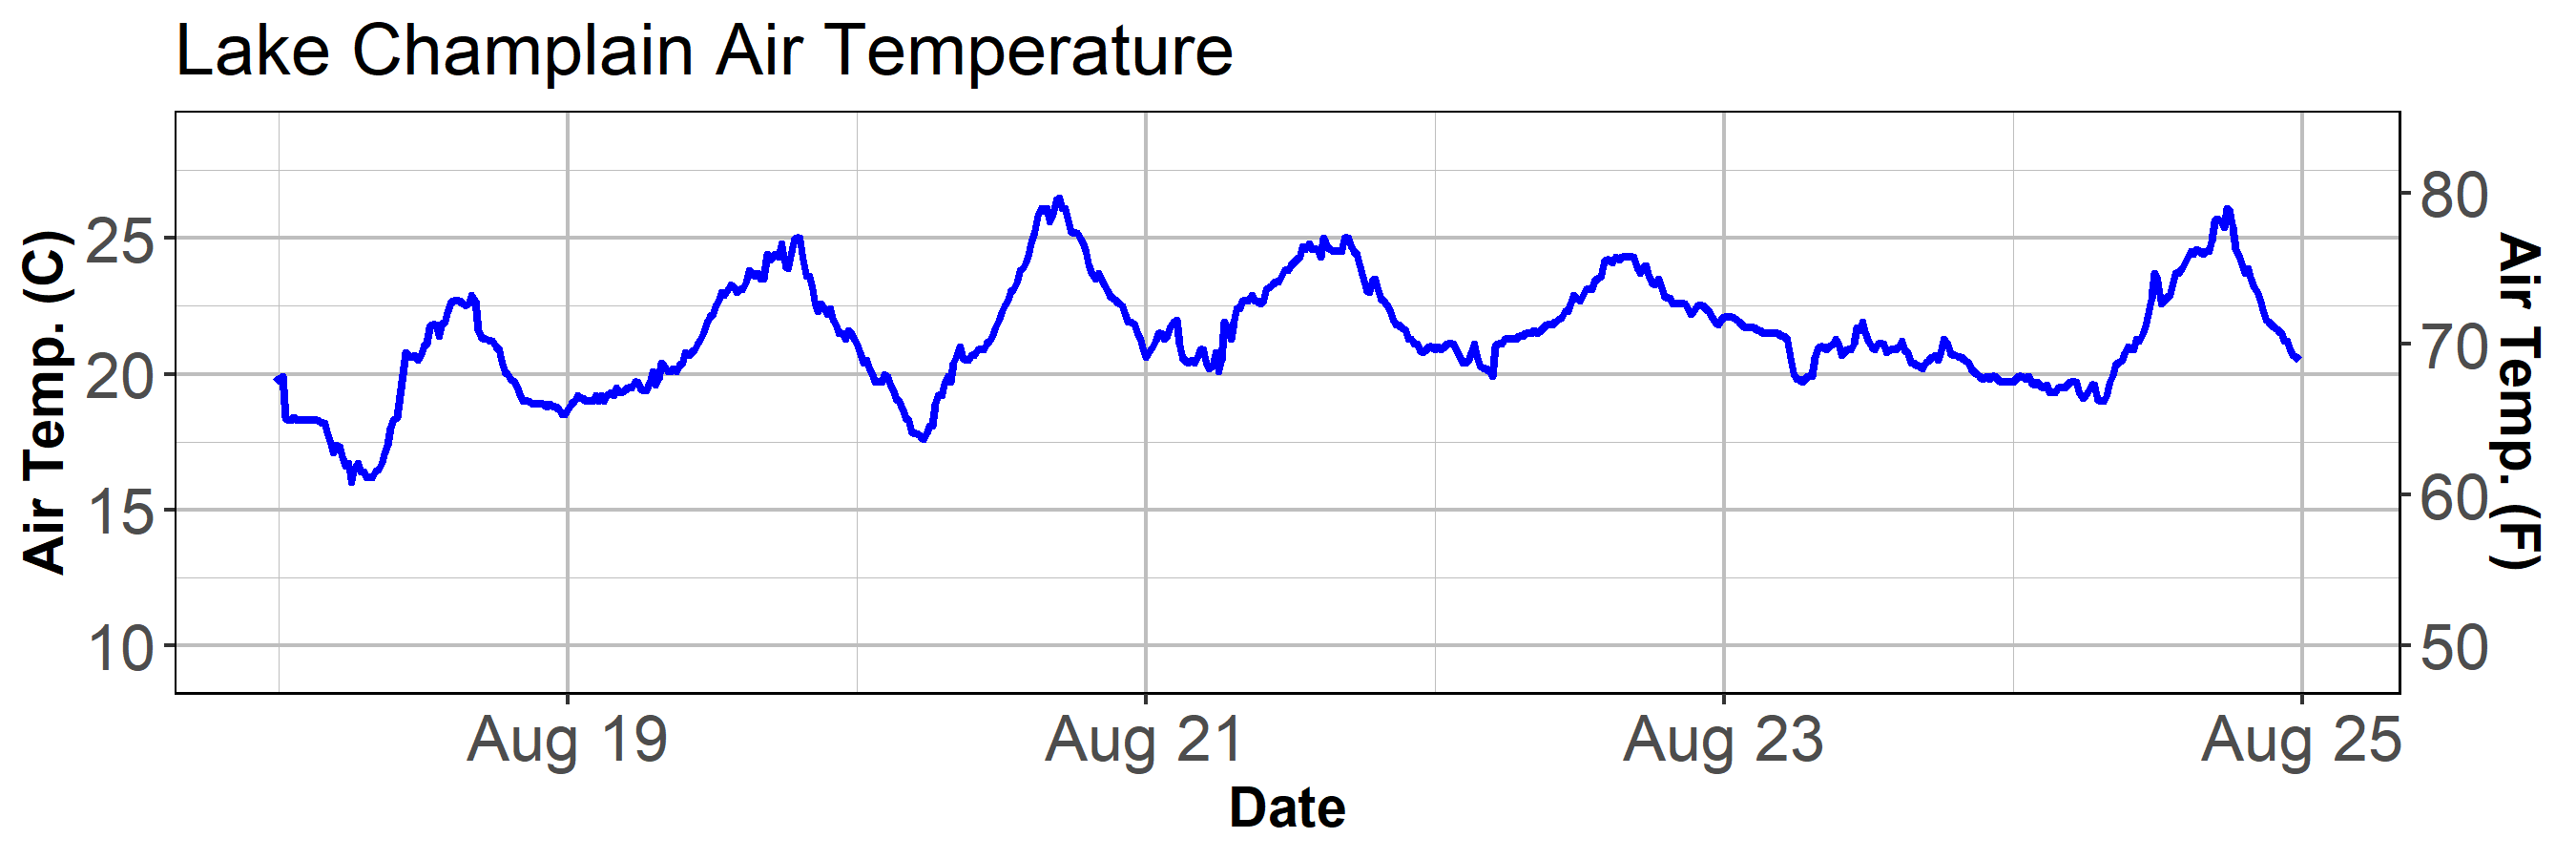 Lake Champlain Air Temperature
Air Temp. (C)
25
20
15
10
80
70
60
50
Air Temp. (F)
Aug 19
Aug 21
Aug 23
Aug 25
Date